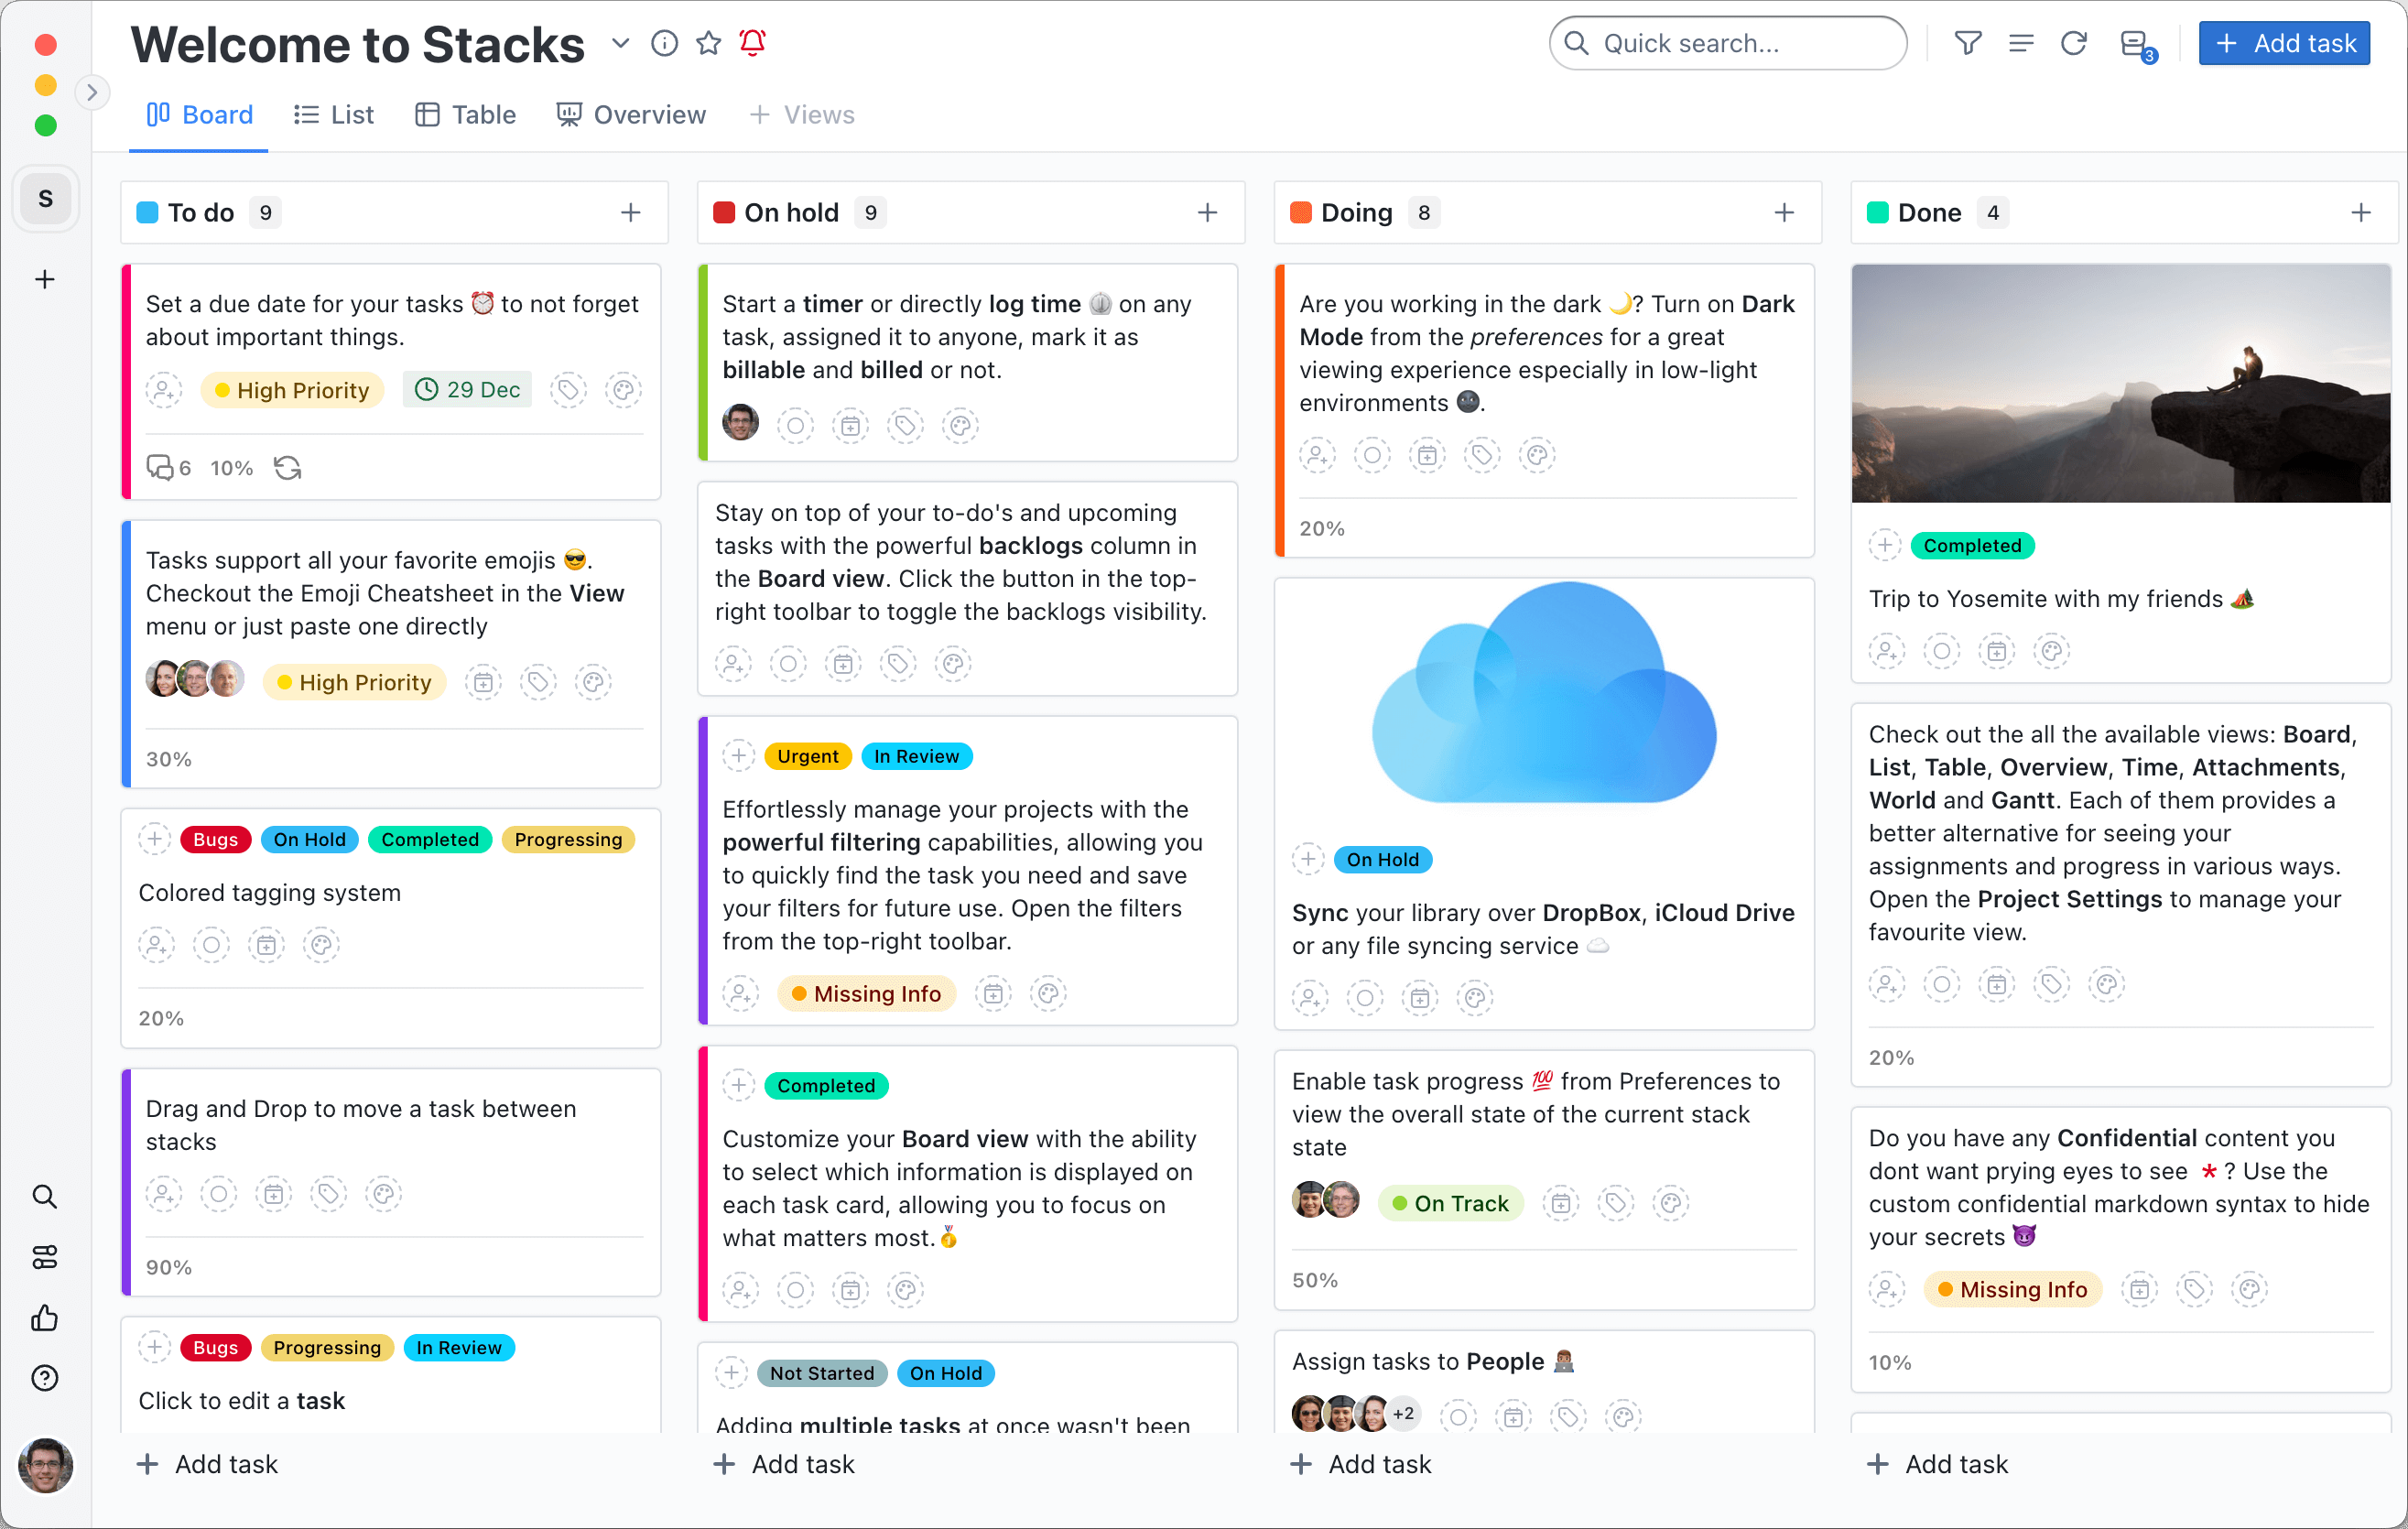 Welcome to Stacks
Quick search...
3
Add task
Board
List
Table
Overview
Views
S
To do 9
Set a due date for your tasks ⏰ to not forget
about important things.
High Priority
29 Dec
6 10%
Tasks support all your favorite emojis 😎.
Checkout the Emoji Cheatsheet in the View
menu or just paste one directly
High Priority
30%
Bugs On Hold Completed Progressing
Colored tagging system
20%
Drag and Drop to move a task between
stacks
90%
Bugs Progressing In Review
Click to edit a task
Add task
On hold 9
Start a timer or directly log time on any
task, assigned it to anyone, mark it as
billable and billed or not.
Stay on top of your to-do's and upcoming
tasks with the powerful backlogs column in
the Board view. Click the button in the top-
right toolbar to toggle the backlogs visibility.
Urgent In Review
Effortlessly manage your projects with the
powerful filtering capabilities, allowing you
to quickly find the task you need and save
your filters for future use. Open the filters
from the top-right toolbar.
Missing Info
Completed
Customize your Board view with the ability
to select which information is displayed on
each task card, allowing you to focus on
what matters most.🏅
Not Started On Hold
Adding multiple tasks at once wasn't been
Add task
Doing 8
Are you working in the dark 🌙? Turn on Dark
Mode from the preferences for a great
viewing experience especially in low-light
environments 🌚.
20%
On Hold
Sync your library over DropBox, iCloud Drive
or any file syncing service ☁️
Enable task progress 💯 from Preferences to
view the overall state of the current stack
state
On Track
50%
Assign tasks to People
+2
Add task
Done 4
Completed
Trip to Yosemite with my friends 🏕️
Check out the all the available views: Board,
List, Table, Overview, Time, Attachments,
World and Gantt. Each of them provides a
better alternative for seeing your
assignments and progress in various ways.
Open the Project Settings to manage your
favourite view.
20%
Do you have any Confidential content you
dont want prying eyes to see * ? Use the
custom confidential markdown syntax to hide
your secrets 😈
Missing Info
10%
Add task